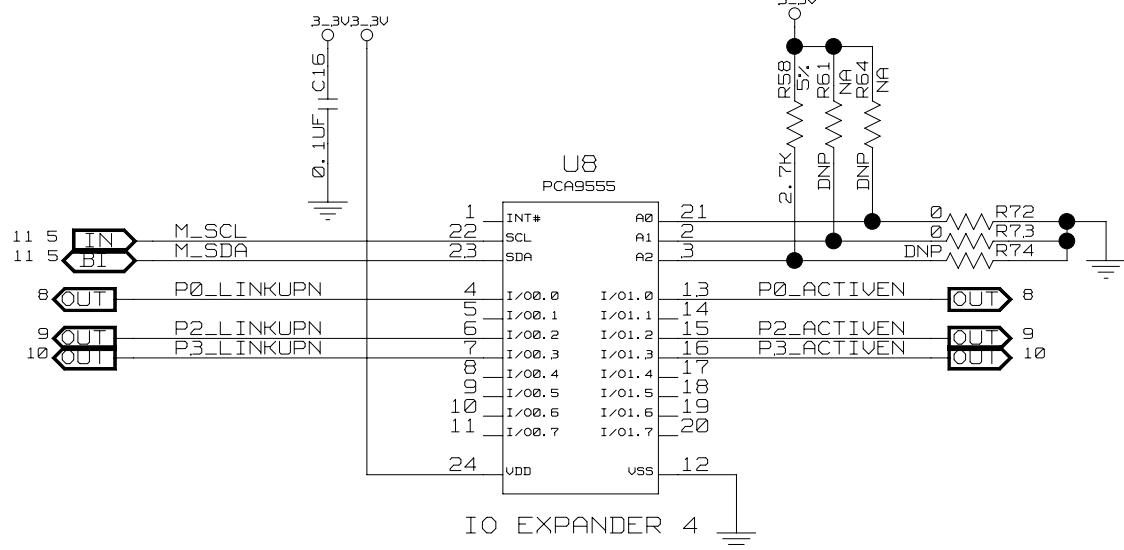 3_3V 3_3V
3_3V
C16
0.1UF
R58
5%
2.7K
R61
NA
DNP
R64
NA
DNP
U8
PCA9555
1 INT#
11 5 IN M_SCL 22 SCL
11 5 BI M_SDA 23 SDA
8 OUT P0_LINKUPN 4 I/O0.0
5 I/O0.1
9 OUT P2_LINKUPN 6 I/O0.2
10 OUT P3_LINKUPN 7 I/O0.3
8 I/O0.4
9 I/O0.5
10 I/O0.6
11 I/O0.7
24 VDD
A0 21 0 R72
A1 2 0 R73
A2 3 DNP R74
I/O1.0 13 P0_ACTIVEN OUT 8
I/O1.1 14
I/O1.2 15 P2_ACTIVEN OUT 9
I/O1.3 16 P3_ACTIVEN OUT 10
I/O1.4 17
I/O1.5 18
I/O1.6 19
I/O1.7 20
VSS 12
IO EXPANDER 4